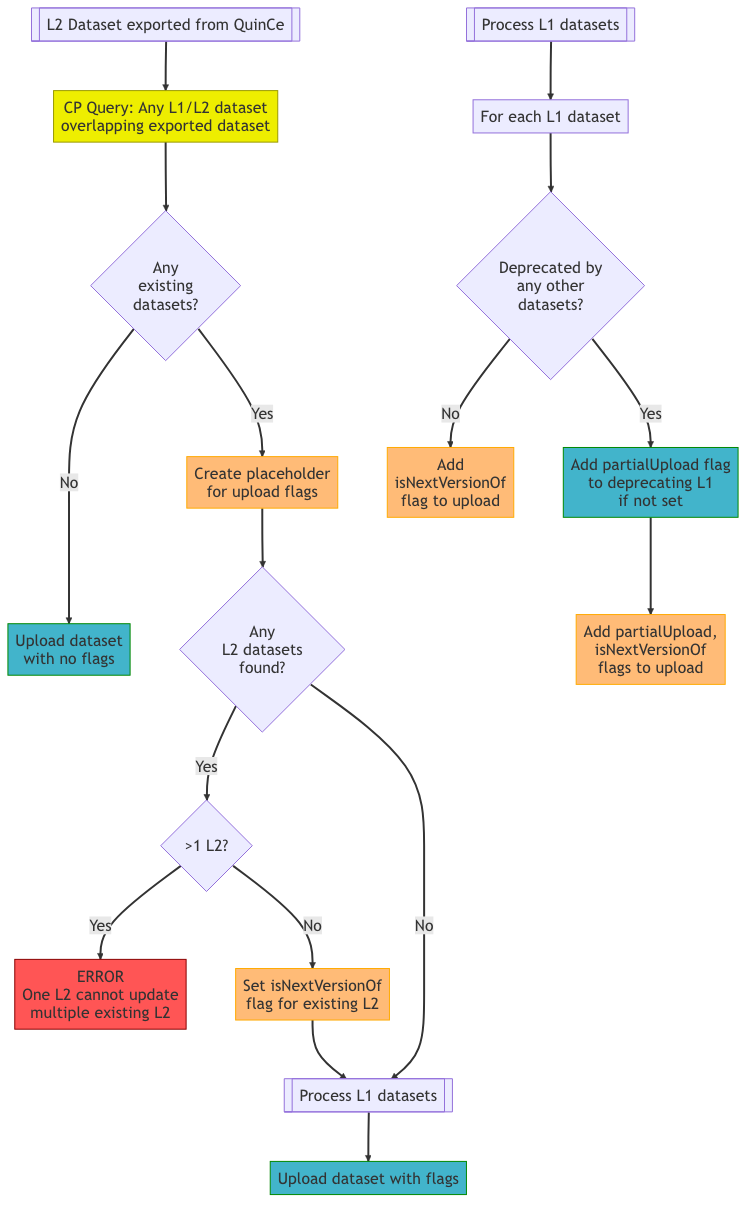 L2 Dataset exported from QuinCe
CP Query: Any L1/L2 dataset
overlapping exported dataset
Any
existing
datasets?
No
Yes
Upload dataset
with no flags
Create placeholder
for upload flags
Any
L2 datasets
found?
Yes
No
>1 L2?
Yes
No
ERROR
One L2 cannot update
multiple existing L2
Set isNextVersionOf
flag for existing L2
Process L1 datasets
Upload dataset with flags
Process L1 datasets
For each L1 dataset
Deprecated by
any other
datasets?
No
Yes
Add
isNextVersionOf
flag to upload
Add partialUpload flag
to deprecating L1
if not set
Add partialUpload,
isNextVersionOf
flags to upload